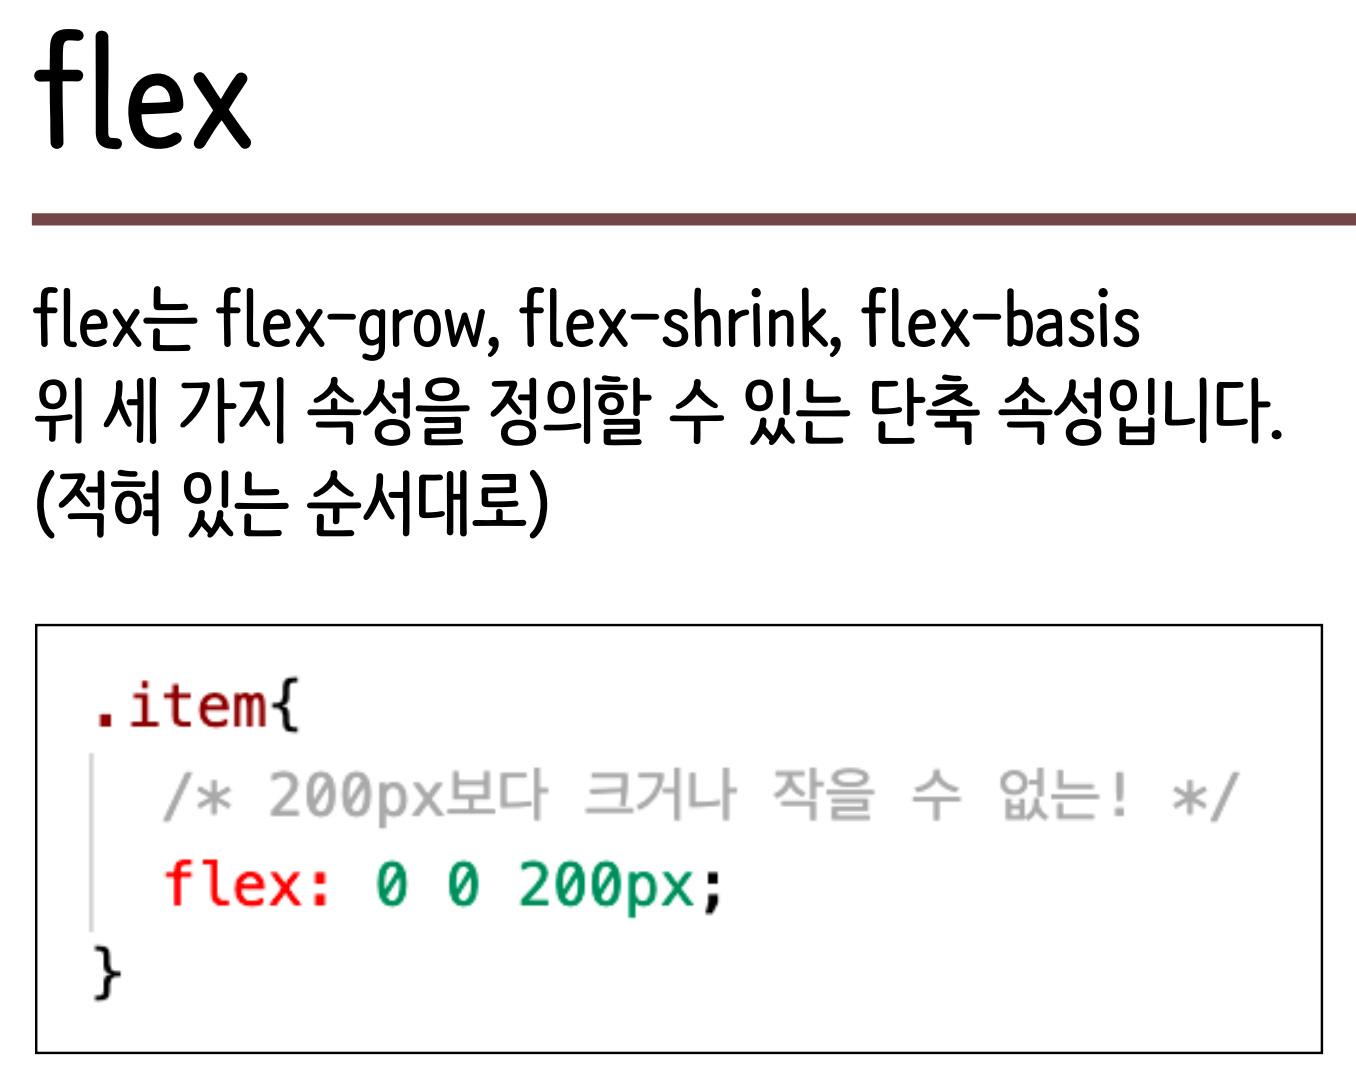 flex
flex는 flex-grow, flex-shrink, flex-basis
위 세 가지 속성을 정의할 수 있는 단축 속성입니다.
(적혀 있는 순서대로)
.item{
/* 200px보다 크거나 작을 수 없는! */
flex: 0 0 200px;
}